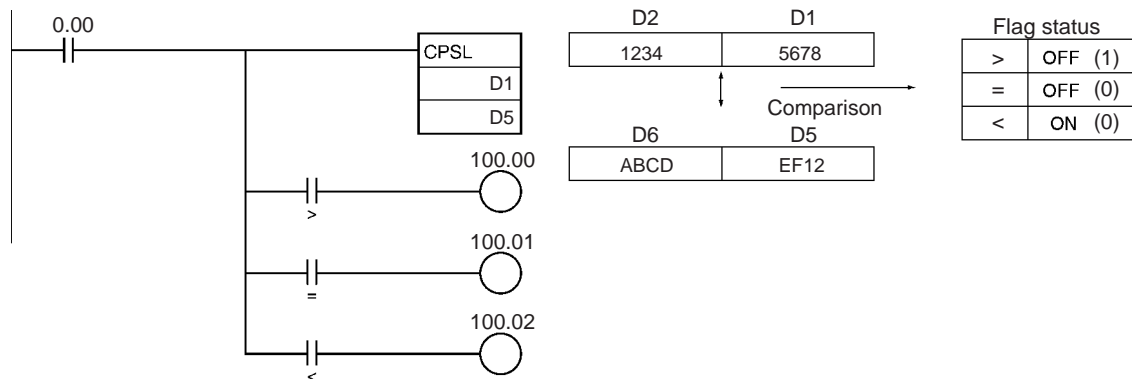 0.00
CPSL
D1
D5
100.00
>
100.01
=
100.02
<
D2 D1
1234 5678
Comparison
D6 D5
ABCD EF12
Flag status
> OFF (1)
= OFF (0)
< ON (0)